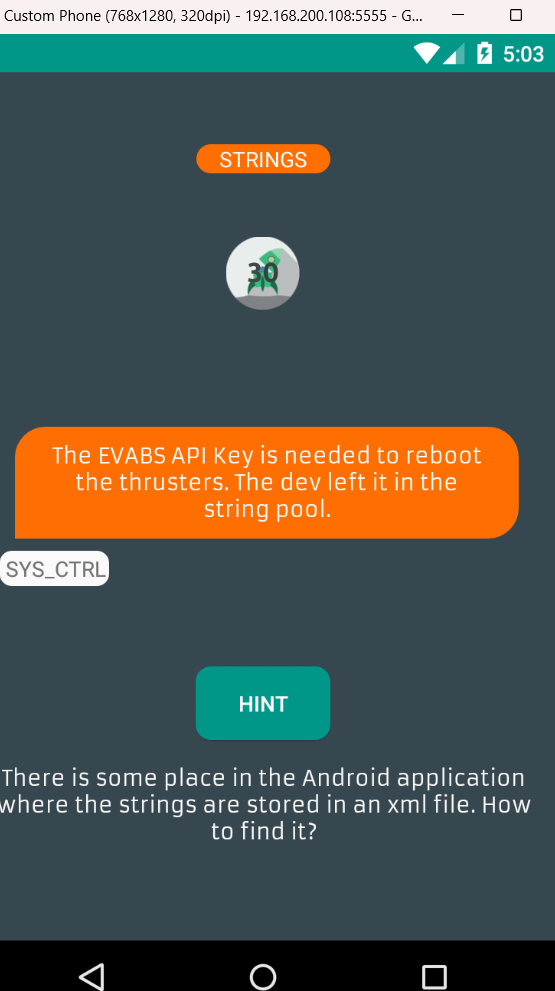 Custom Phone (768x1280, 320dpi) - 192.168.200.108:5555 - G...
5:03
STRINGS
30
The EVABS API Key is needed to reboot
the thrusters. The dev left it in the
string pool.
SYS_CTRL
HINT
There is some place in the Android application
where the strings are stored in an xml file. How
to find it?